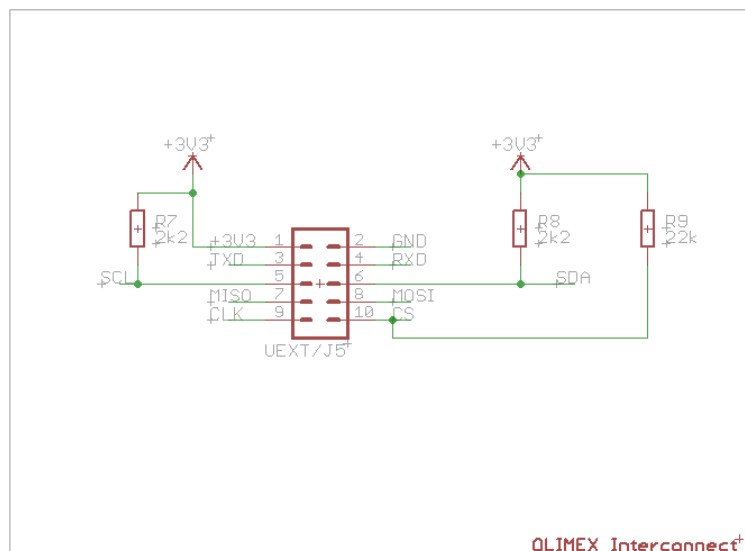 +3V3 +3V3
R7 R8 R9
2k2 2k2 22k
+3V3 1 2 GND
TXD 3 4 RXD
SCL 5 6 SDA
MISO 7 8 MOSI
CLK 9 10 CS
UEXT/J5
OLIMEX Interconnect